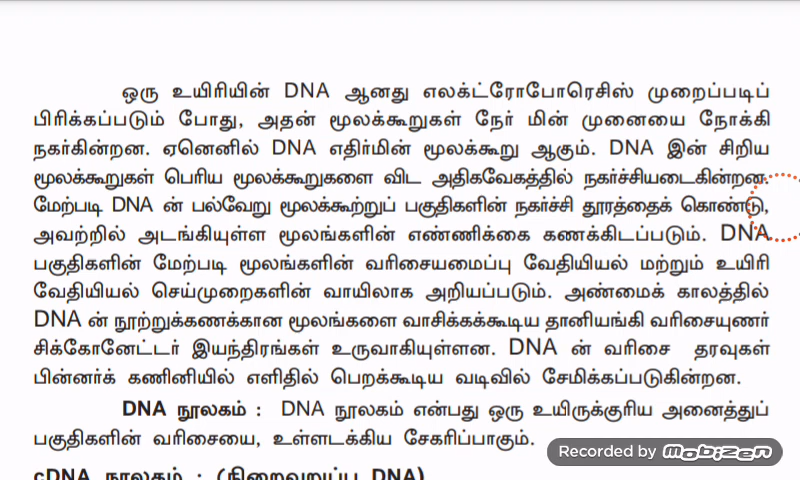 ஒரு உயிரியின் DNA ஆனது எலக்ட்ரோபோரெசிஸ் முறைப்படிப்
பிரிக்கப்படும் போது, அதன் மூலக்கூறுகள் நேர் மின் முனையை நோக்கி
நகர்கின்றன. ஏனெனில் DNA எதிர்மின் மூலக்கூறு ஆகும். DNA இன் சிறிய
மூலக்கூறுகள் பெரிய மூலக்கூறுகளை விட அதிகவேகத்தில் நகர்ச்சியடைகின்றன.
மேற்படி DNA ன் பல்வேறு மூலக்கூற்றுப் பகுதிகளின் நகர்ச்சி தூரத்தைக் கொண்டு,
அவற்றில் அடங்கியுள்ள மூலங்களின் எண்ணிக்கை கணக்கிடப்படும். DNA
பகுதிகளின் மேற்படி மூலங்களின் வரிசையமைப்பு வேதியியல் மற்றும் உயிரி
வேதியியல் செய்முறைகளின் வாயிலாக அறியப்படும். அண்மைக் காலத்தில்
DNA ன் நூற்றுக்கணக்கான மூலங்களை வாசிக்கக்கூடிய தானியங்கி வரிசையுணர்
சிக்கோனேட்டர் இயந்திரங்கள் உருவாகியுள்ளன. DNA ன் வரிசை தரவுகள்
பின்னர்க் கணினியில் எளிதில் பெறக்கூடிய வடிவில் சேமிக்கப்படுகின்றன.
DNA நூலகம் : DNA நூலகம் என்பது ஒரு உயிருக்குரிய அனைத்துப்
பகுதிகளின் வரிசையை, உள்ளடக்கிய சேகரிப்பாகும்.
Recorded by mobizen
cDNA நூலகம் : (நிறைவுறைப்பு DNA)